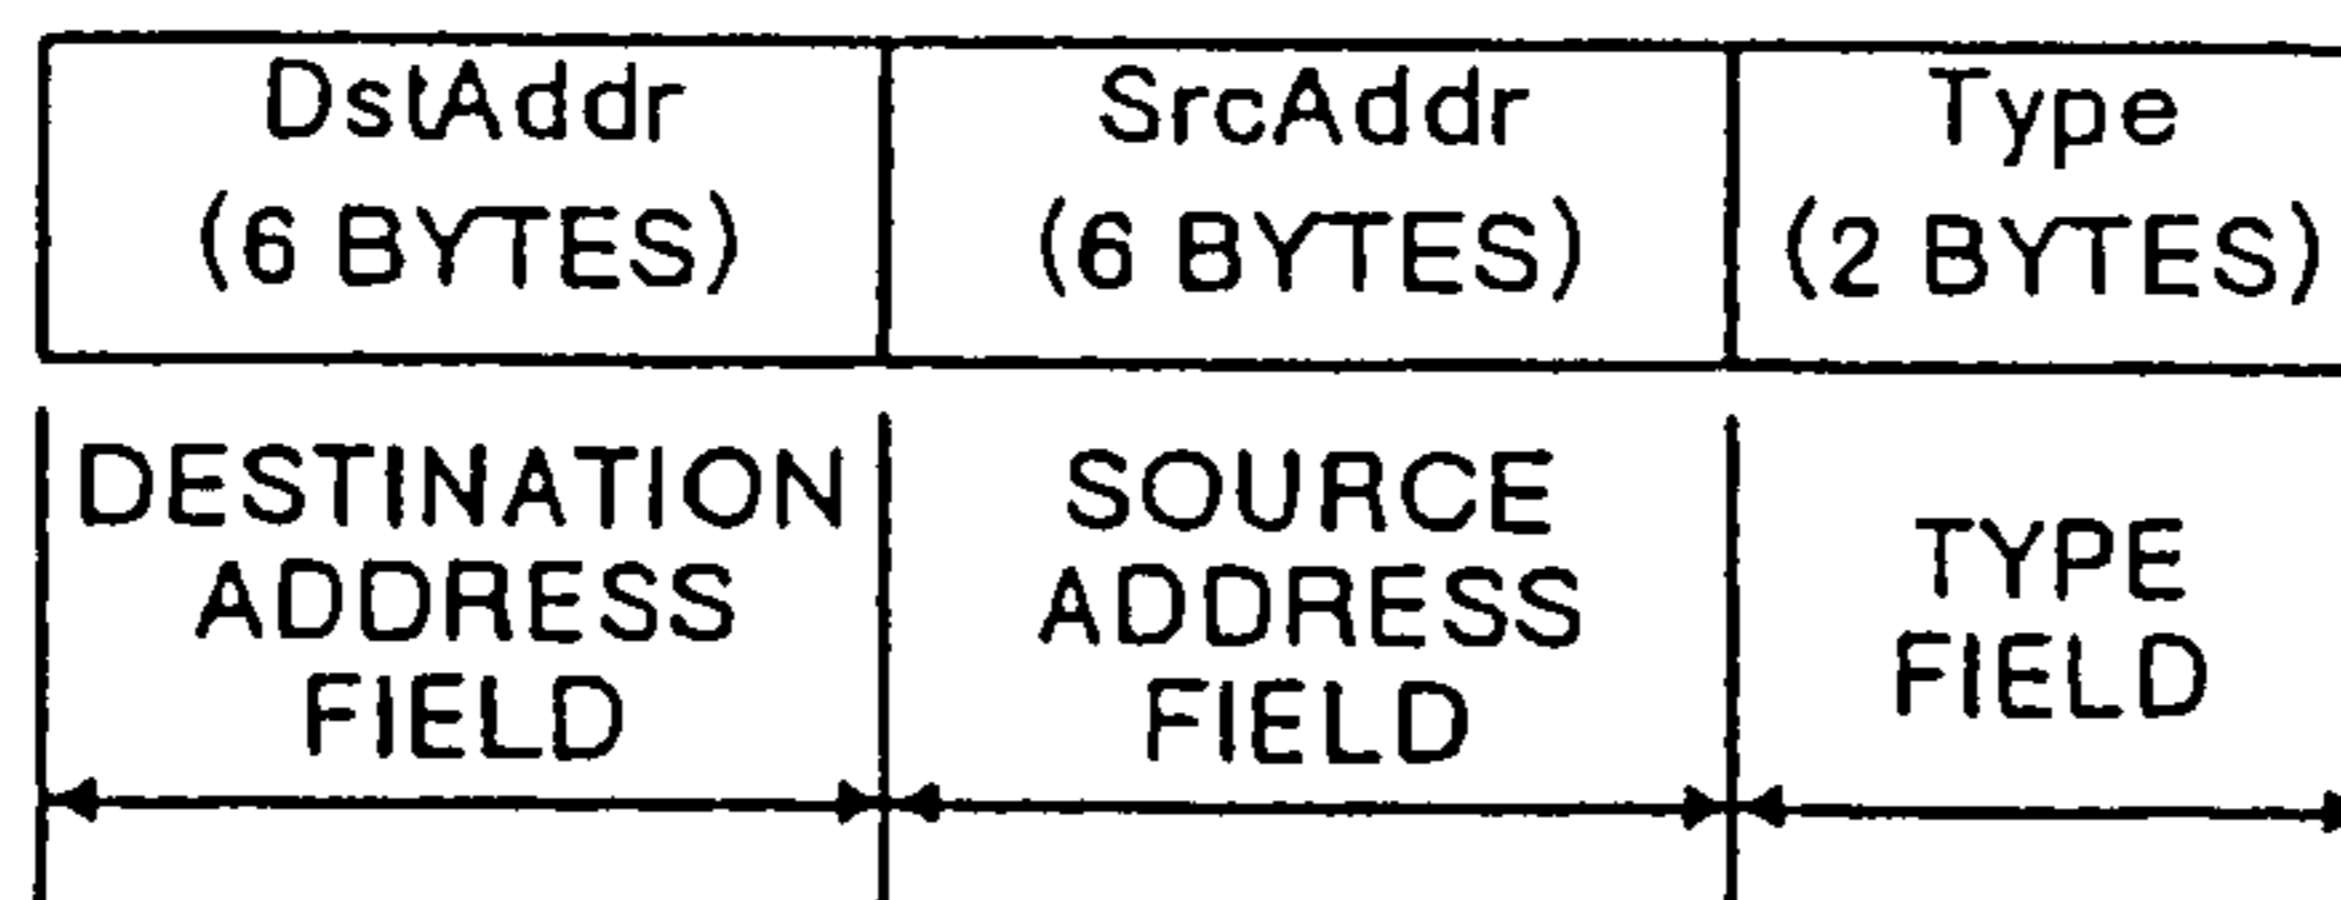 DstAddr
(6 BYTES)
SrcAddr
(6 BYTES)
Type
(2 BYTES)
DESTINATION
ADDRESS
FIELD
SOURCE
ADDRESS
FIELD
TYPE
FIELD